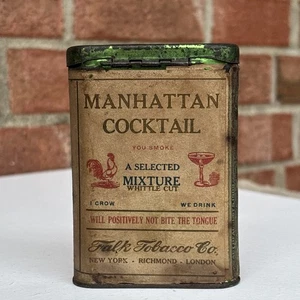 MANHATTAN
COCKTAIL
YOU SMOKE
A SELECTED
MIXTURE
WHITTLE CUT
I CROW WE DRINK
WILL POSITIVELY NOT BITE THE TONGUE
Falk Tobacco Co.
NEW YORK - RICHMOND - LONDON